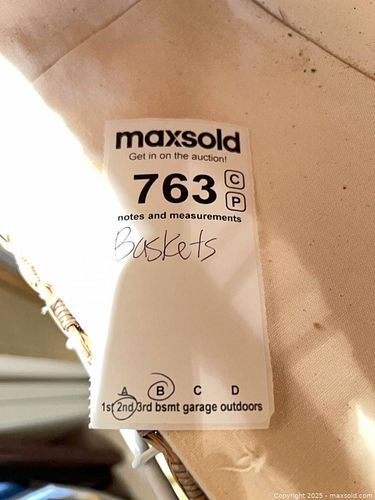 maxsold
Get in on the auction!
763 C
P
notes and measurements
Baskets
A B C D
1st 2nd 3rd bsmt garage outdoors
Copyright 2025 - maxsold.com